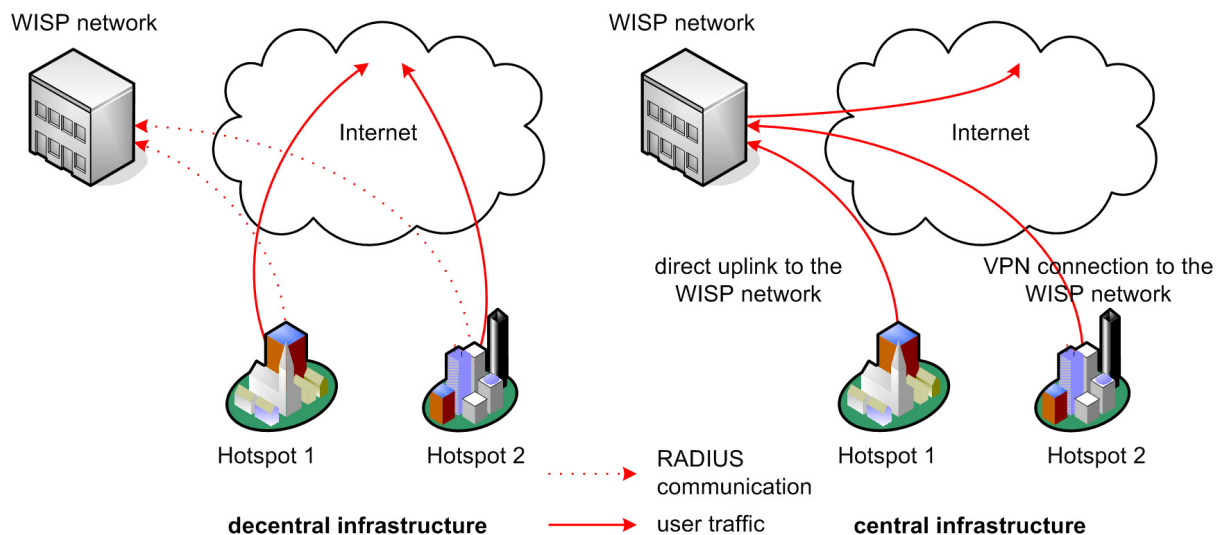 WISP network
Internet
Hotspot 1
Hotspot 2
decentral infrastructure
RADIUS
communication
user traffic
WISP network
Internet
direct uplink to the
WISP network
VPN connection to the
WISP network
Hotspot 1
Hotspot 2
central infrastructure